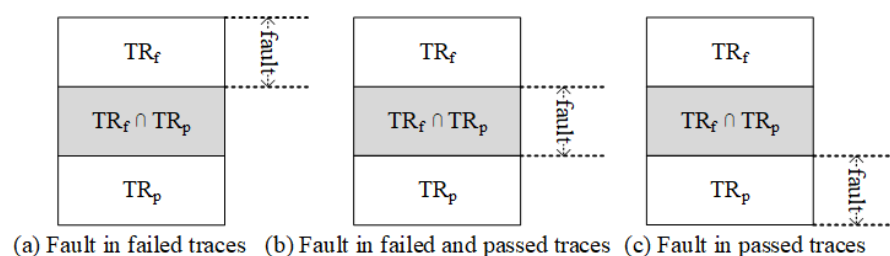 TRf
fault
TRf ∩ TRp
TRp
(a) Fault in failed traces
TRf
TRf ∩ TRp
fault
TRp
(b) Fault in failed and passed traces
TRf
TRf ∩ TRp
TRp
fault
(c) Fault in passed traces